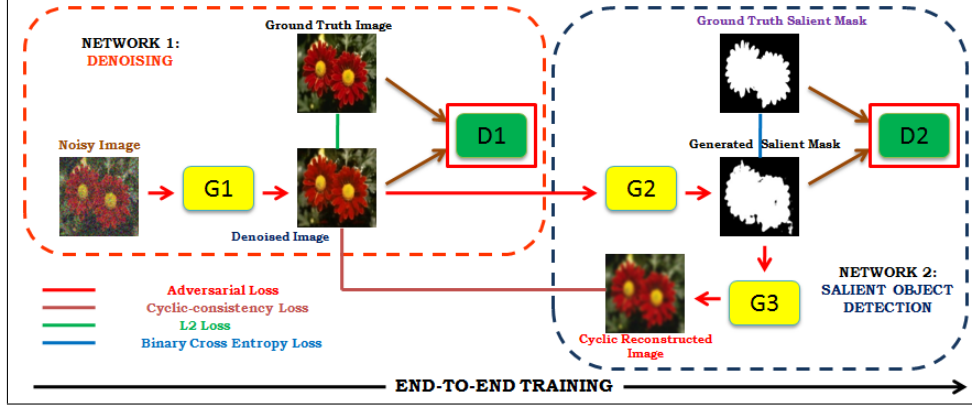 NETWORK 1:
DENOISING
Ground Truth Image
Noisy Image
G1
Denoised Image
D1
Ground Truth Salient Mask
Generated Salient Mask
G2
D2
G3
Cyclic Reconstructed
Image
NETWORK 2:
SALIENT OBJECT
DETECTION
Adversarial Loss
Cyclic-consistency Loss
L2 Loss
Binary Cross Entropy Loss
END-TO-END TRAINING